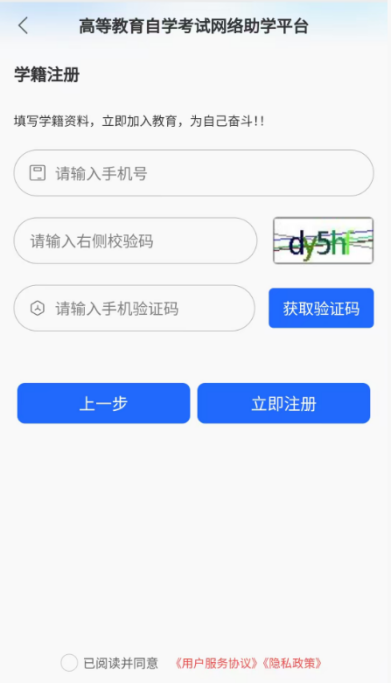 高等教育自学考试网络助学平台
学籍注册
填写学籍资料，立即加入教育，为自己奋斗!!
请输入手机号
请输入右侧校验码 dy5hf
请输入手机验证码 获取验证码
上一步 立即注册
已阅读并同意 《用户服务协议》《隐私政策》